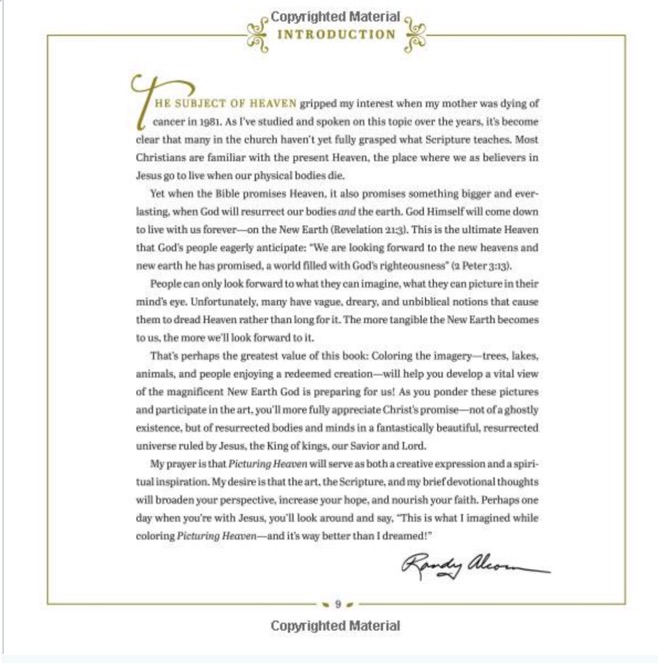 Copyrighted Material
INTRODUCTION
THE SUBJECT OF HEAVEN gripped my interest when my mother was dying of
cancer in 1981. As I've studied and spoken on this topic over the years, it's become
clear that many in the church haven't yet fully grasped what Scripture teaches. Most
Christians are familiar with the present Heaven, the place where we as believers in
Jesus go to live when our physical bodies die.
Yet when the Bible promises Heaven, it also promises something bigger and ever-
lasting, when God will resurrect our bodies and the earth. God Himself will come down
to live with us forever—on the New Earth (Revelation 21:3). This is the ultimate Heaven
that God's people eagerly anticipate: "We are looking forward to the new heavens and
new earth he has promised, a world filled with God's righteousness" (2 Peter 3:13).
People can only look forward to what they can imagine, what they can picture in their
mind's eye. Unfortunately, many have vague, dreary, and unbiblical notions that cause
them to dread Heaven rather than long for it. The more tangible the New Earth becomes
to us, the more we'll look forward to it.
That's perhaps the greatest value of this book: Coloring the imagery—trees, lakes,
animals, and people enjoying a redeemed creation—will help you develop a vital view
of the magnificent New Earth God is preparing for us! As you ponder these pictures
and participate in the art, you'll more fully appreciate Christ's promise—not of a ghostly
existence, but of resurrected bodies and minds in a fantastically beautiful, resurrected
universe ruled by Jesus, the King of kings, our Savior and Lord.
My prayer is that Picturing Heaven will serve as both a creative expression and a spiri-
tual inspiration. My desire is that the art, the Scripture, and my brief devotional thoughts
will broaden your perspective, increase your hope, and nourish your faith. Perhaps one
day when you're with Jesus, you'll look around and say, "This is what I imagined while
coloring Picturing Heaven—and it's way better than I dreamed!"
Randy Alcorn
9
Copyrighted Material